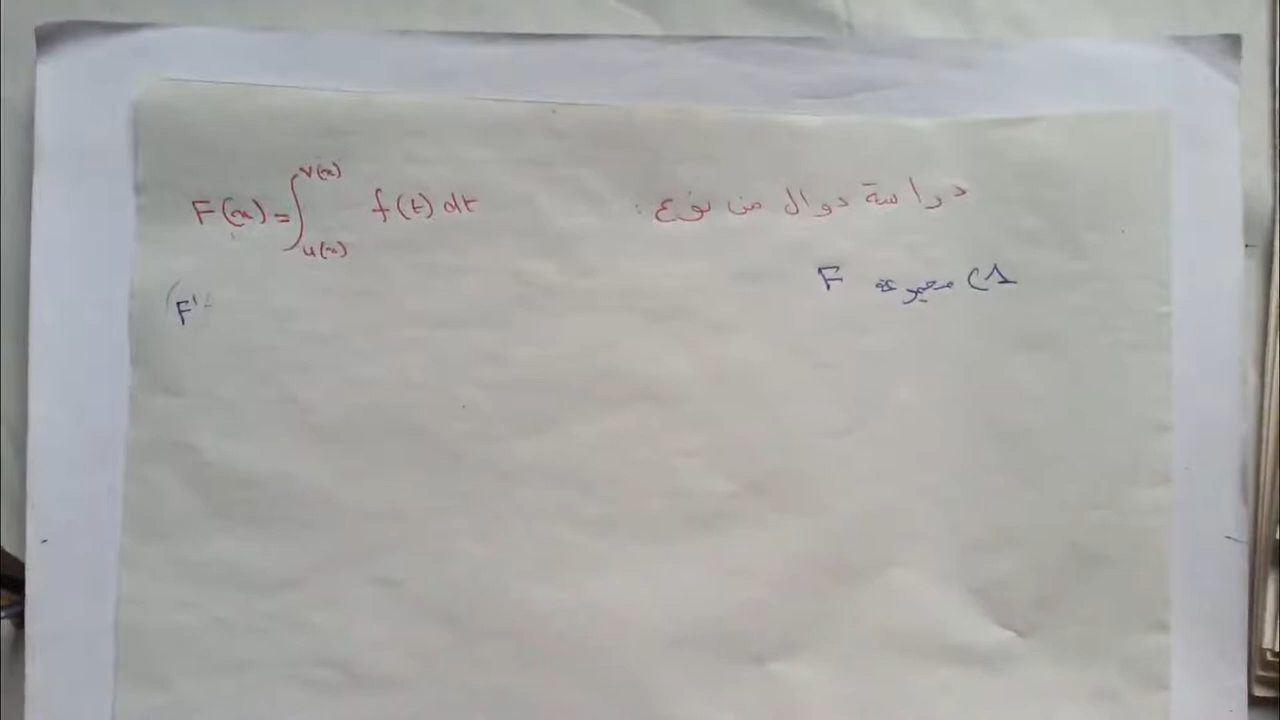 دراسة دوال من نوع : F(x) = ∫_{u(x)}^{v(x)} f(t) dt
1) مجموعة F
(F'